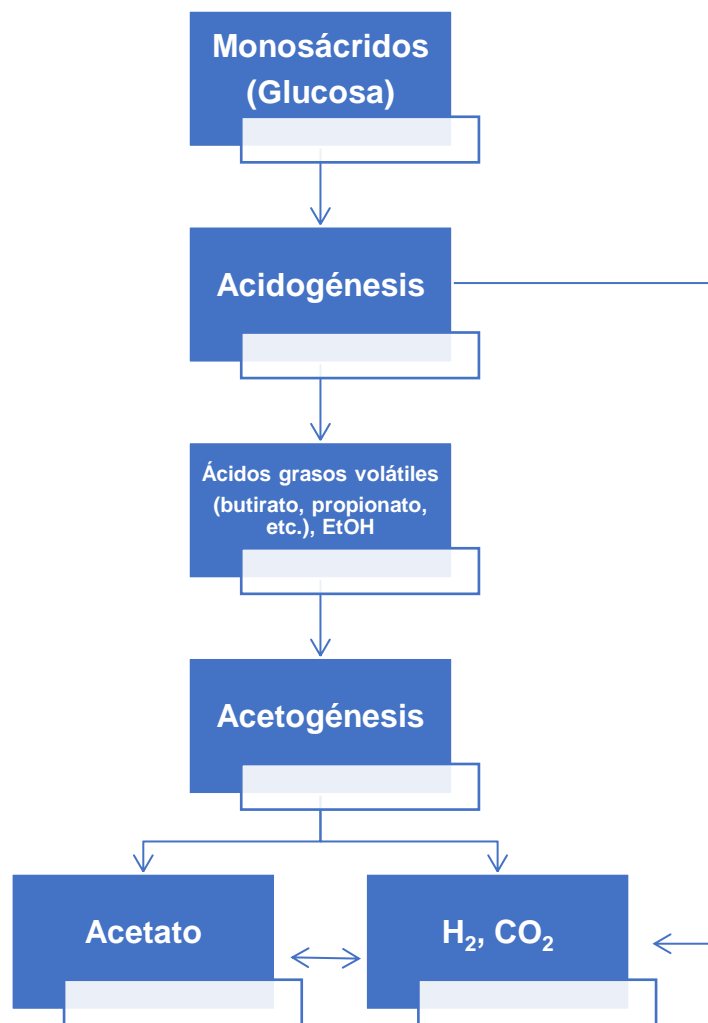 Monosácridos
(Glucosa)
Acidogénesis
Ácidos grasos volátiles
(butirato, propionato,
etc.), EtOH
Acetogénesis
Acetato
H₂, CO₂